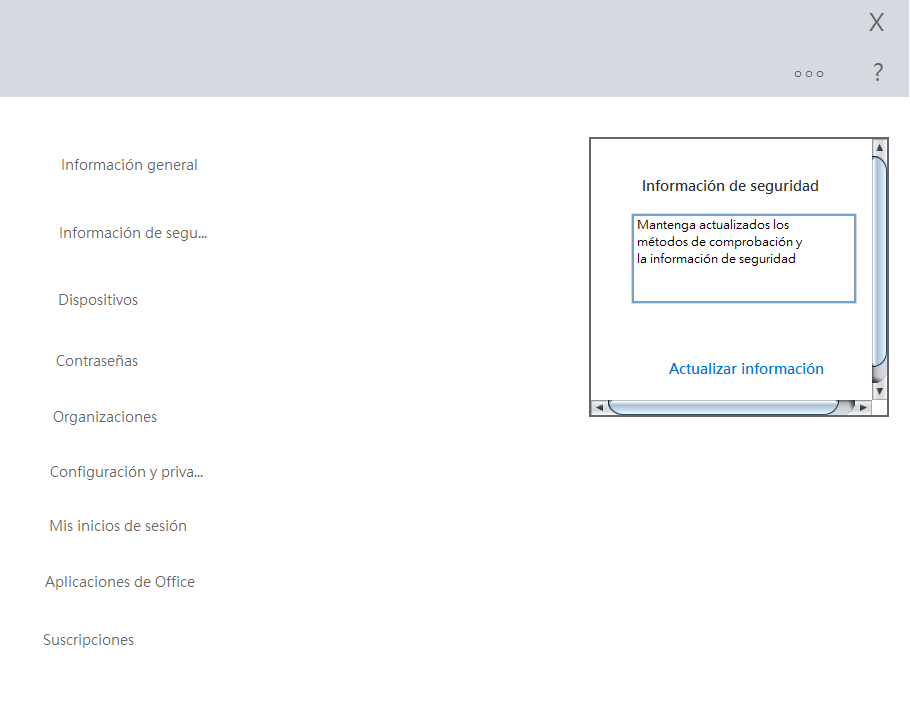 X
ooo ?
Información general
Información de segu...
Dispositivos
Contraseñas
Organizaciones
Configuración y priva...
Mis inicios de sesión
Aplicaciones de Office
Suscripciones
Información de seguridad
Mantenga actualizados los
métodos de comprobación y
la información de seguridad
Actualizar información